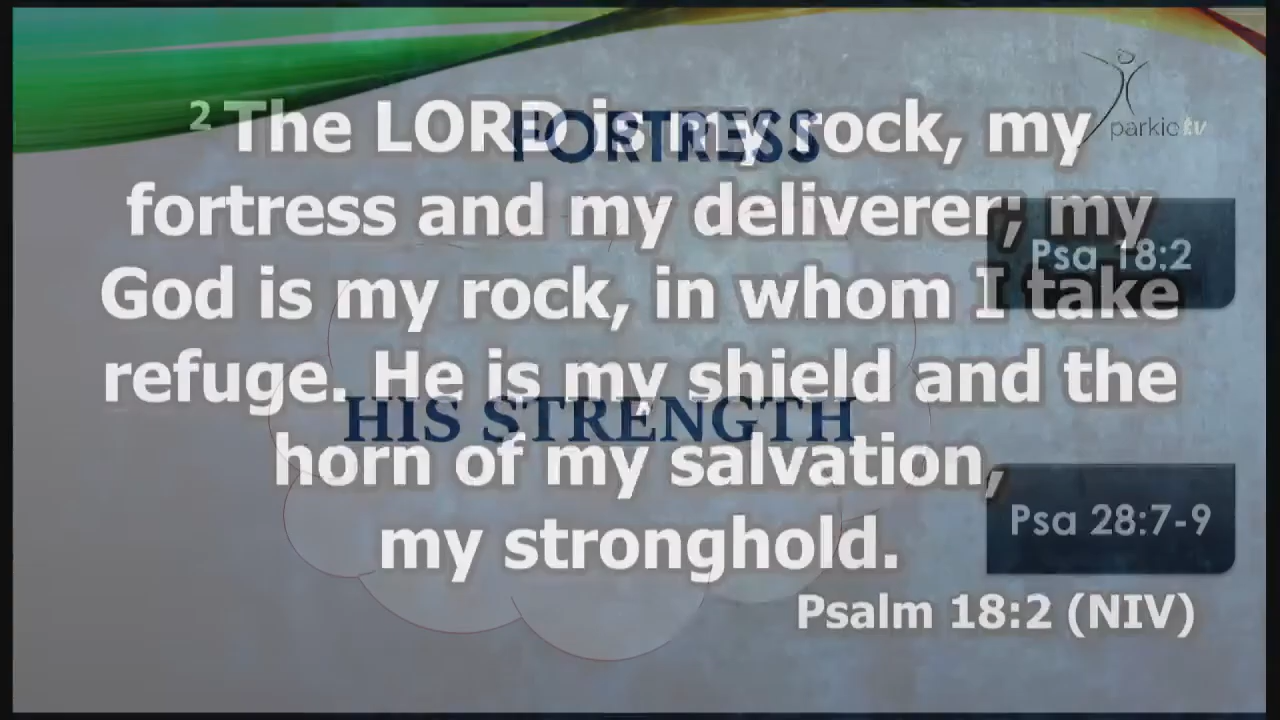 2 The LORD is my rock, my
FORTRESS
parkietv
fortress and my deliverer; my
Psa 18:2
God is my rock, in whom I take
refuge. He is my shield and the
HIS STRENGTH
horn of my salvation,
Psa 28:7-9
my stronghold.
Psalm 18:2 (NIV)